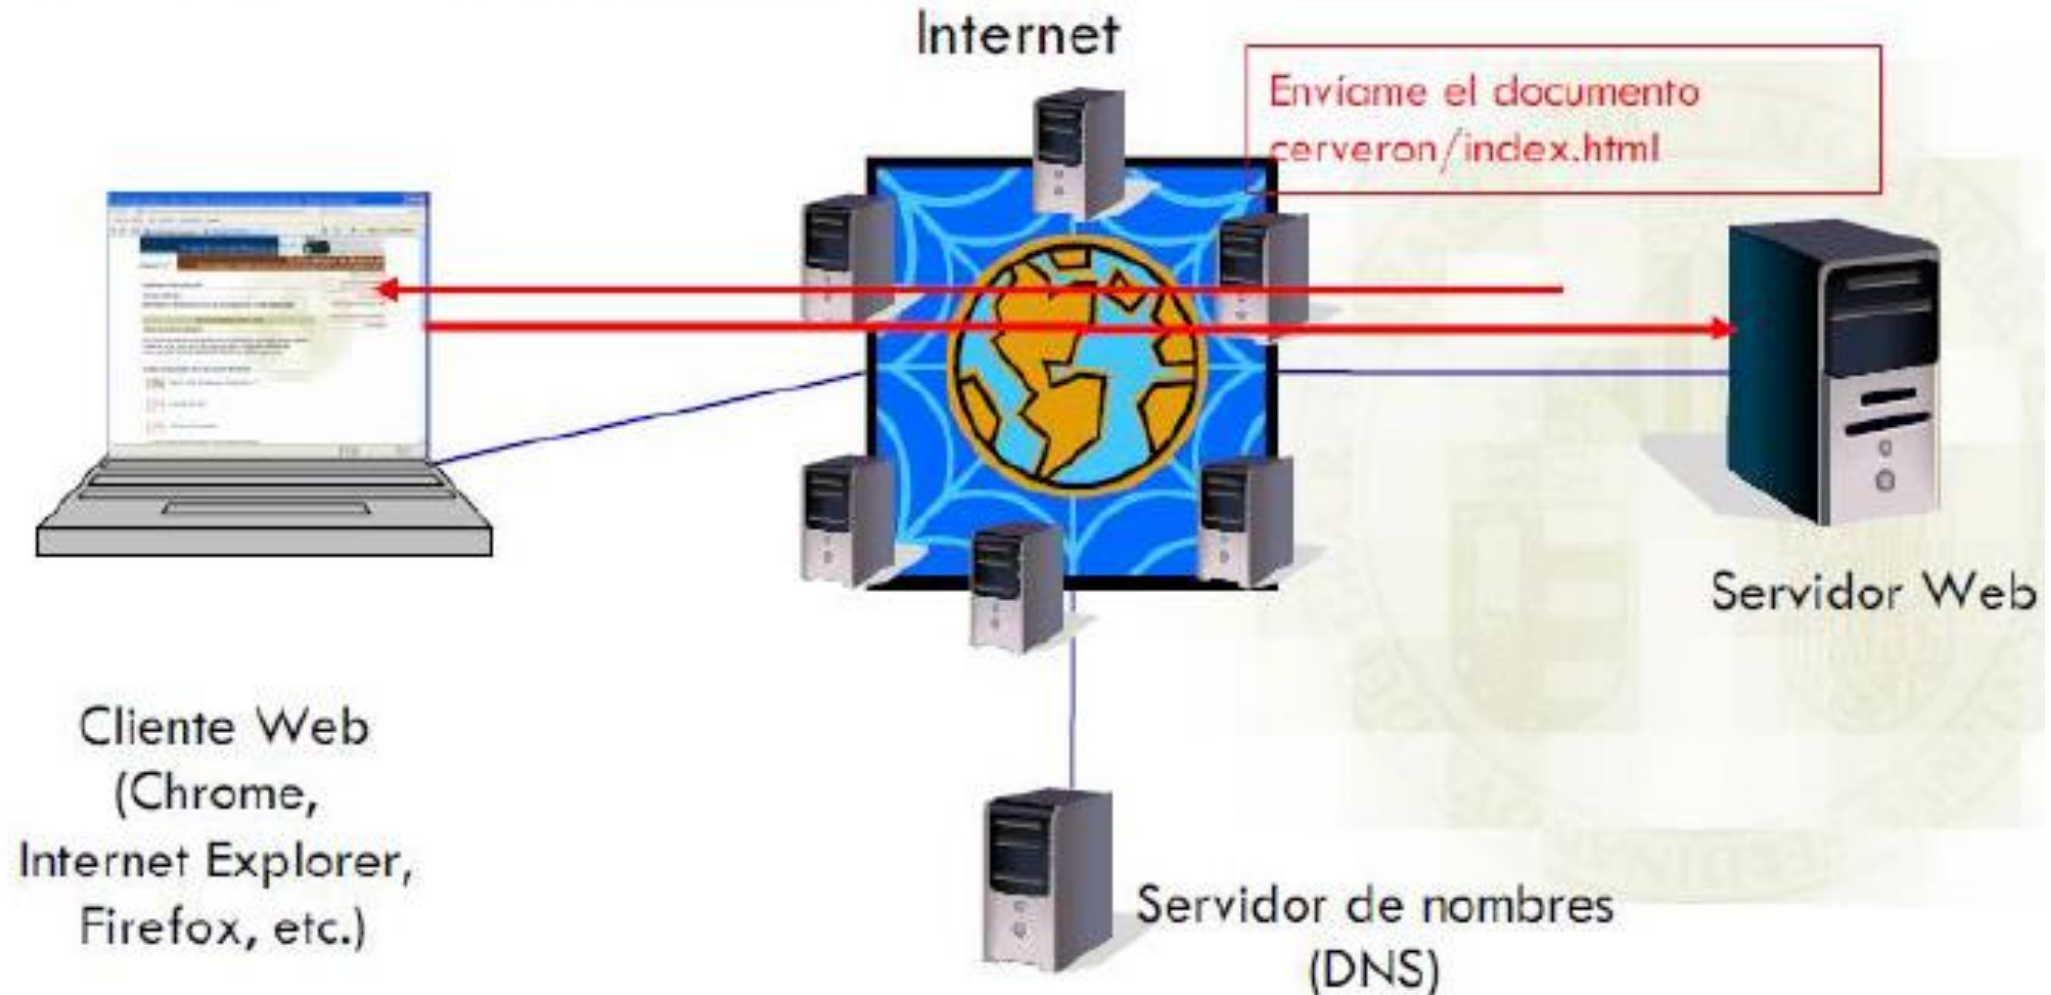 Internet
Envíame el documento
cerveron/index.html
Servidor Web
Cliente Web
(Chrome,
Internet Explorer,
Firefox, etc.)
Servidor de nombres
(DNS)